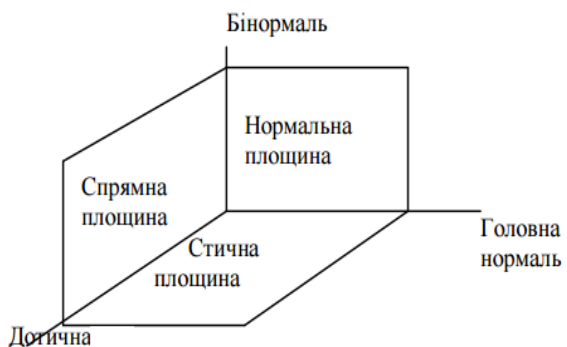 Бінормаль
Нормальна
площина
Спрямна
площина
Стична
площина
Головна
нормаль
Дотична